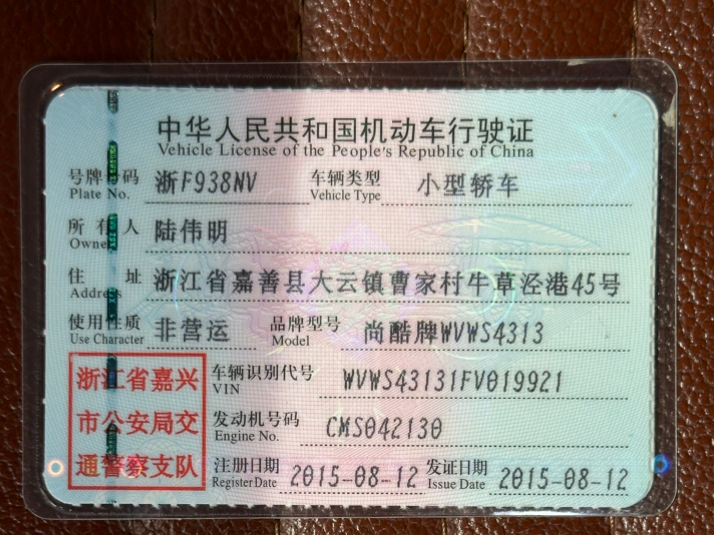 中华人民共和国机动车行驶证
Vehicle License of the People's Republic of China
号牌号码 浙F938NV 车辆类型 小型轿车
Plate No. Vehicle Type
所有人 陆伟明
Owner
住址 浙江省嘉善县大云镇曹家村牛草泾港45号
Address
使用性质 非营运 品牌型号 尚酷牌WVWS4313
Use Character Model
浙江省嘉兴 车辆识别代号 WVWS43131FV019921
VIN
市公安局交 发动机号码 CMS042130
Engine No.
通警察支队 注册日期 2015-08-12 发证日期 2015-08-12
Register Date Issue Date